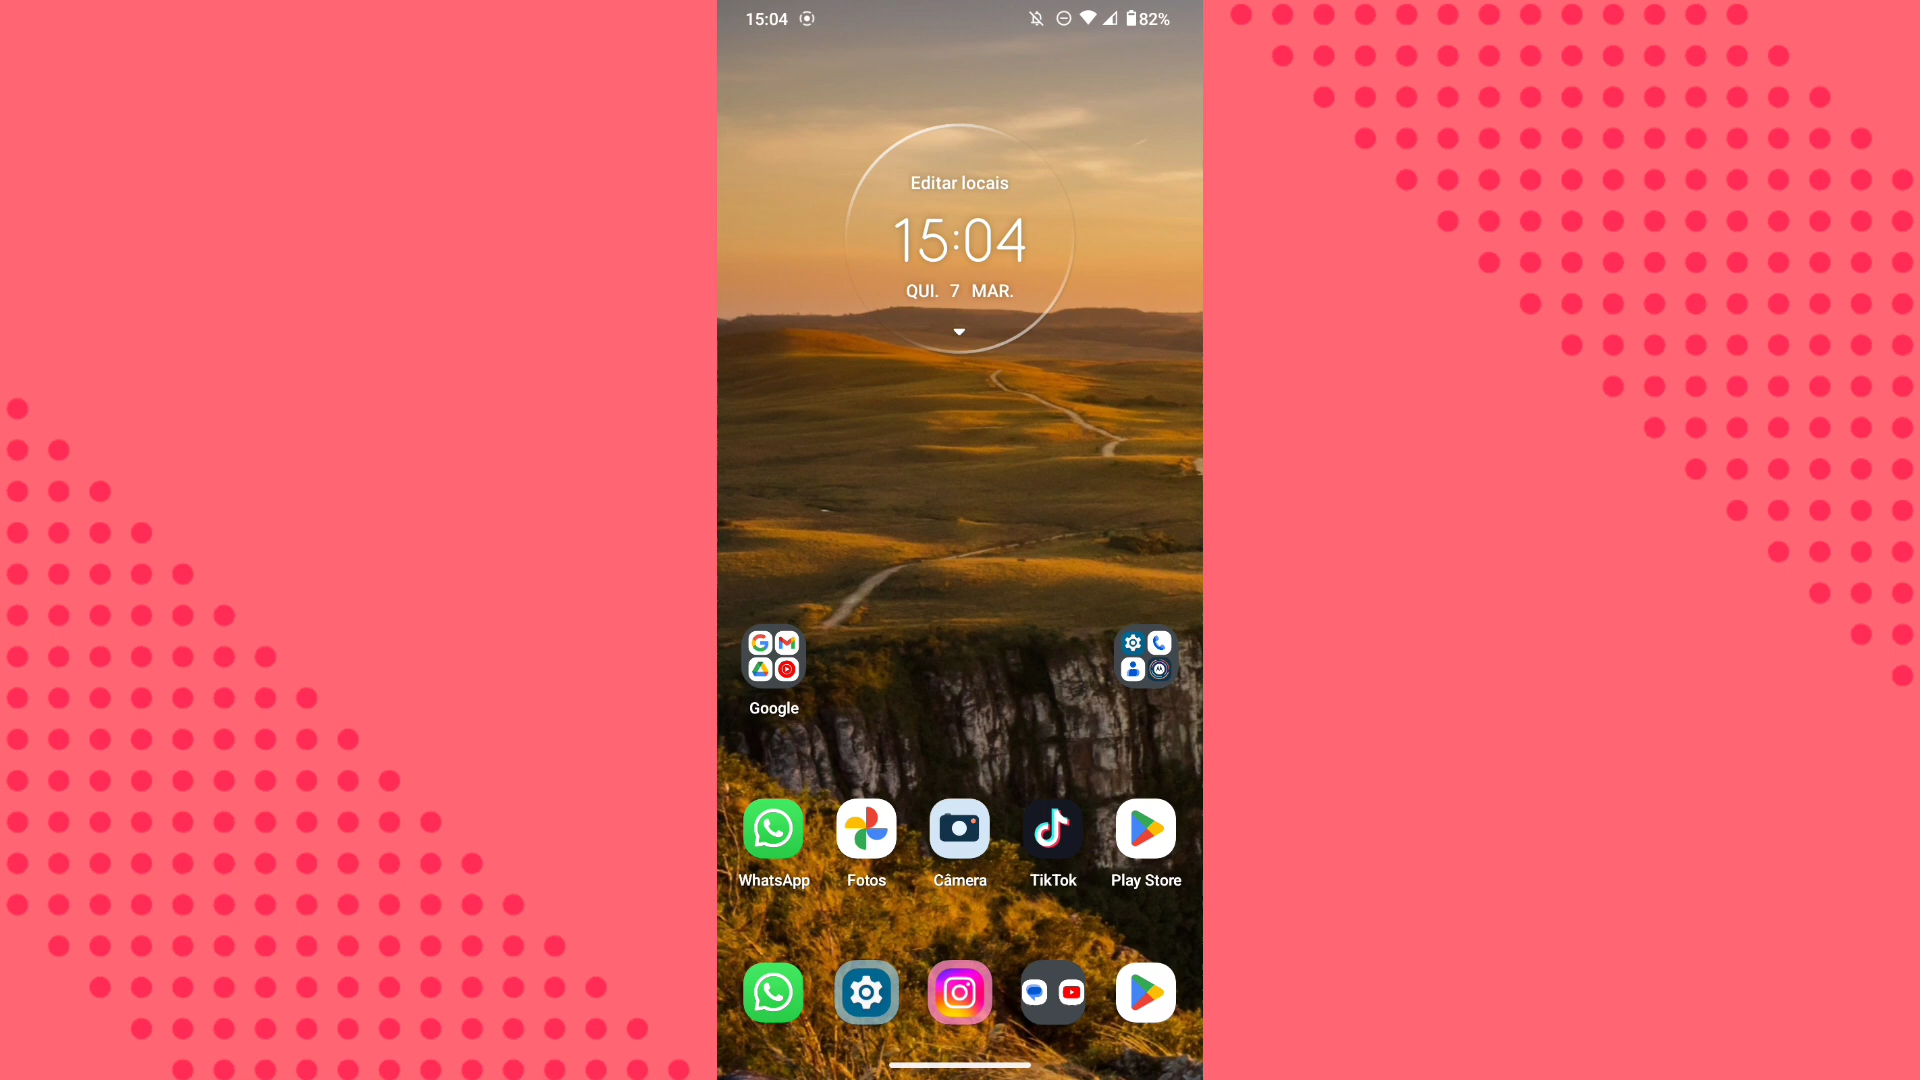 15:04
82%
Editar locais
15:04
QUI. 7 MAR.
Google
WhatsApp
Fotos
Câmera
TikTok
Play Store